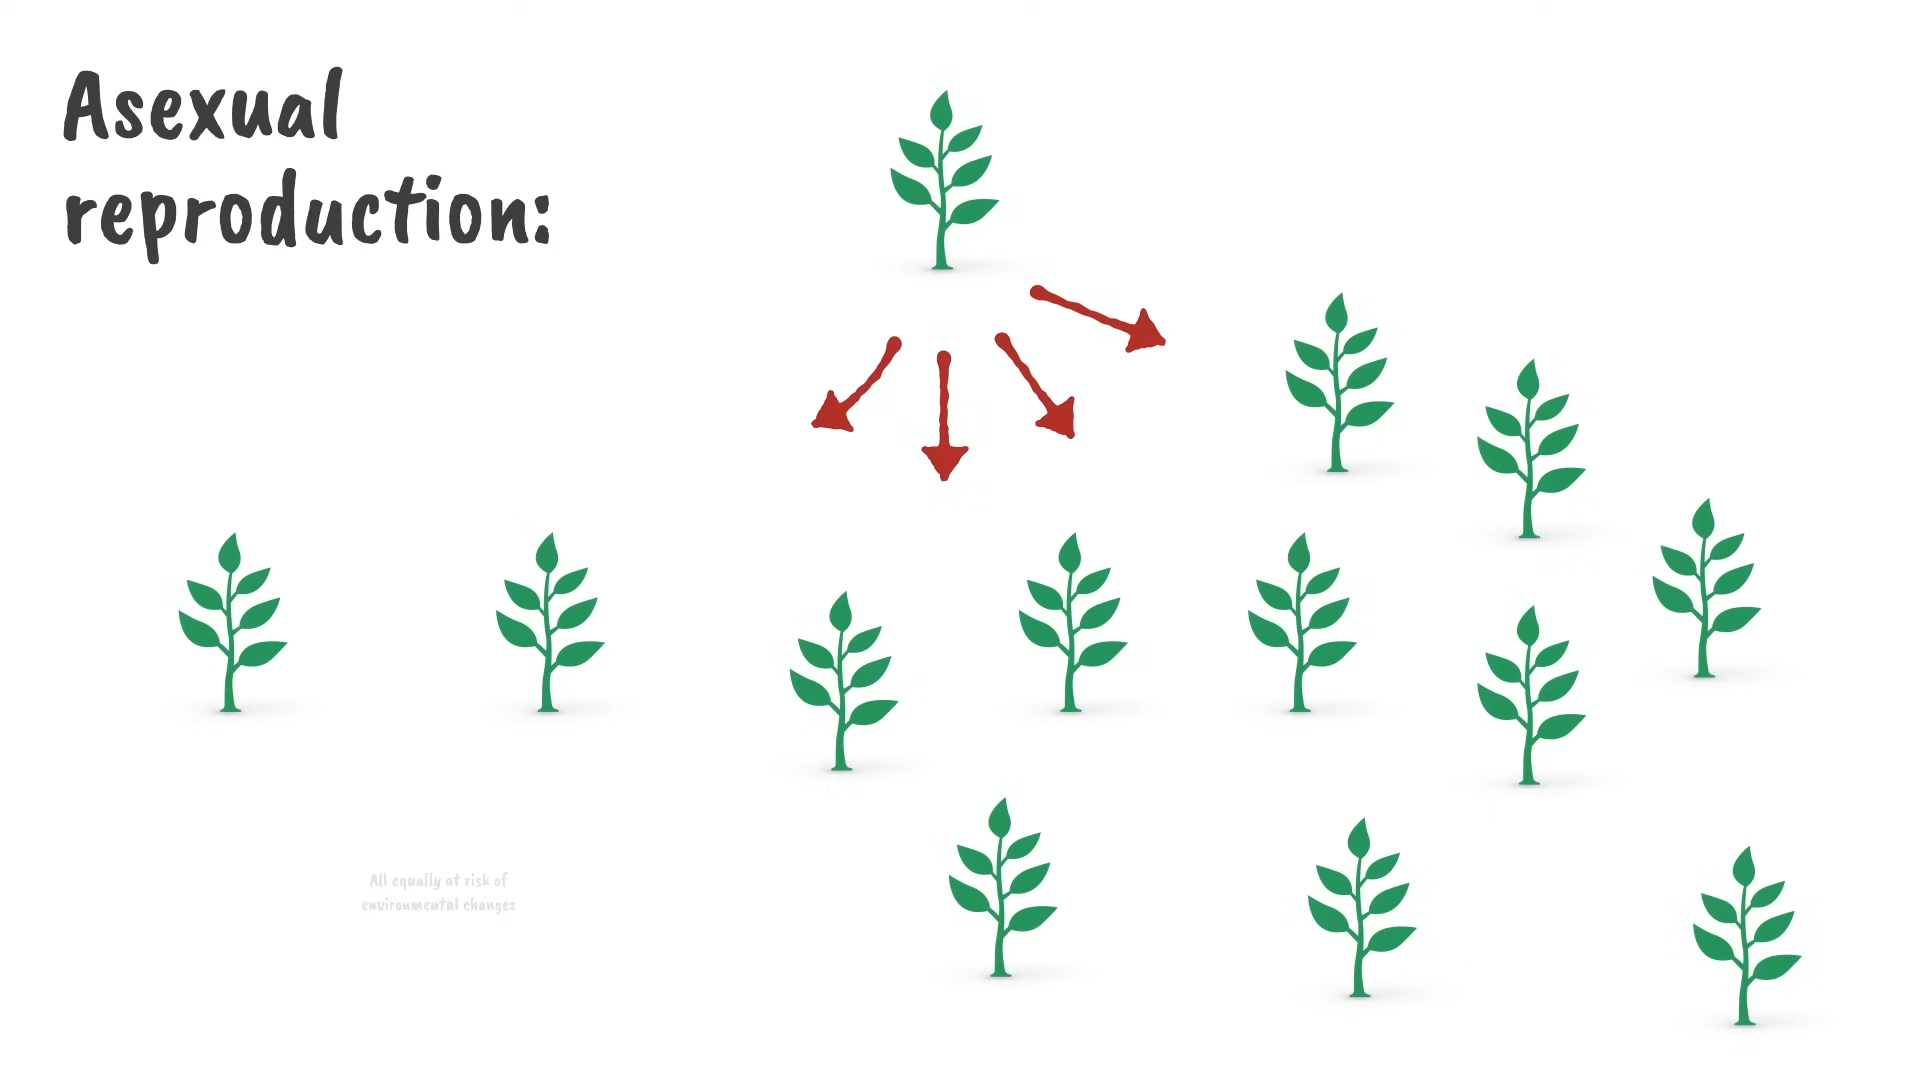 Asexual
reproduction:
All equally at risk of
environmental changes